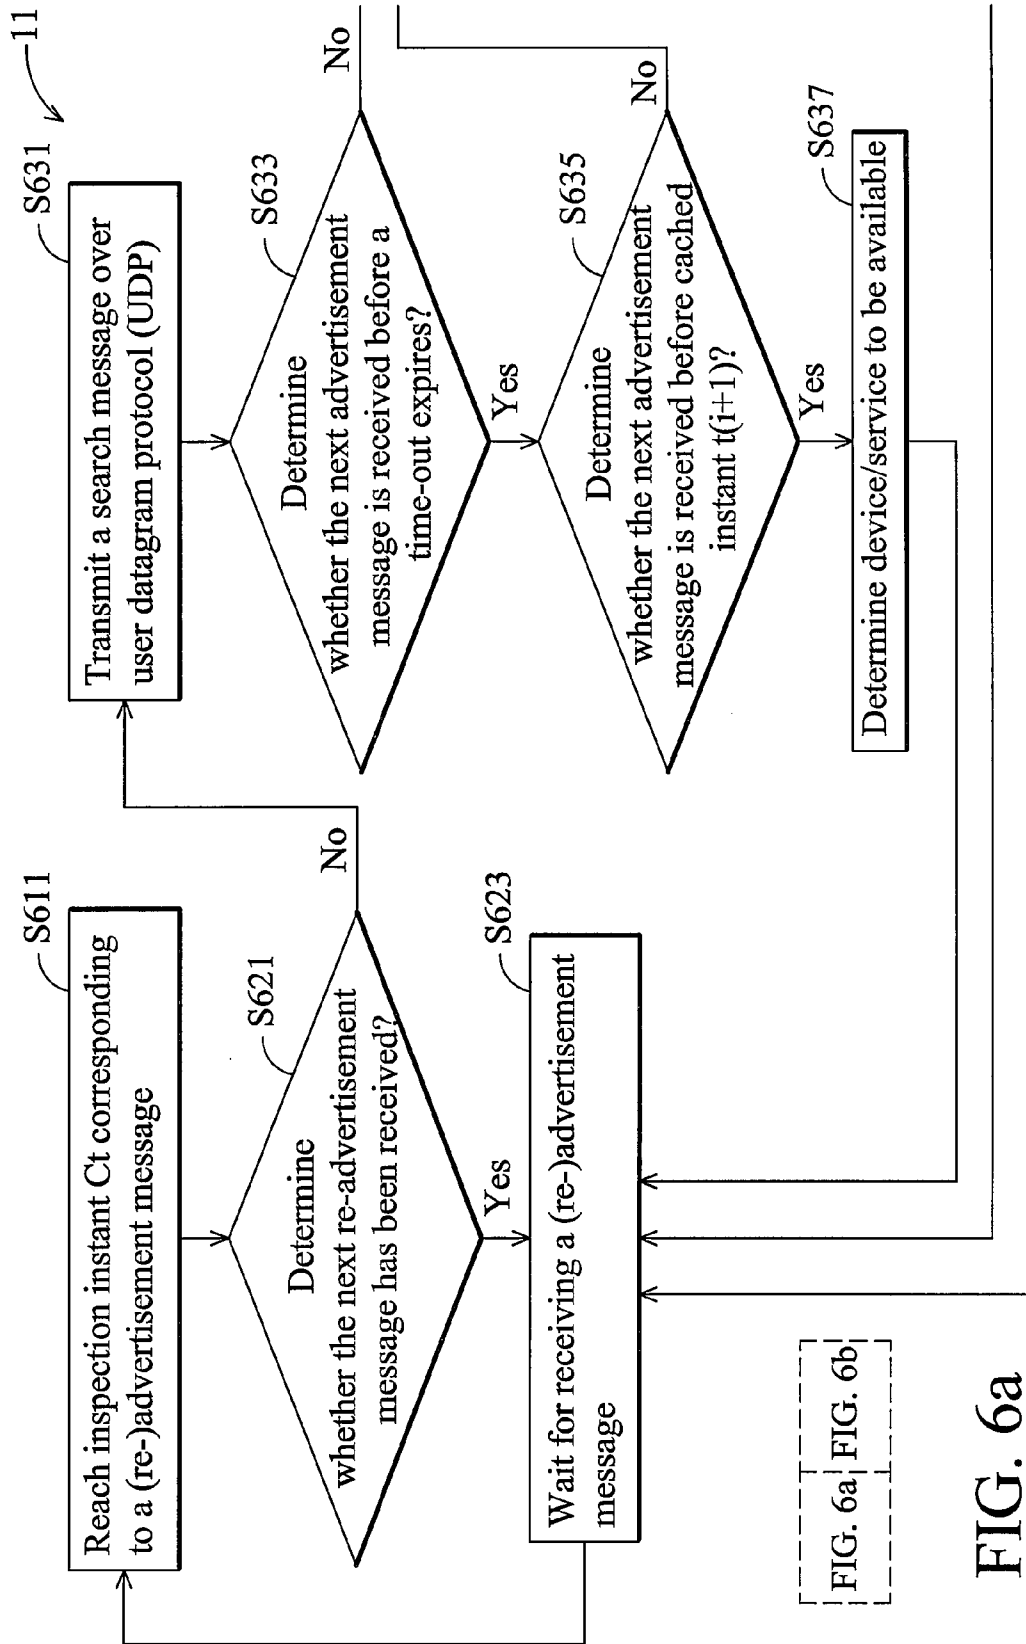 S611
Reach inspection instant Ct corresponding
to a (re-)advertisement message
S621
Determine
whether the next re-advertisement
message has been received?
No
Yes
S623
Wait for receiving a (re-)advertisement
message
11
S631
Transmit a search message over
user datagram protocol (UDP)
S633
Determine
whether the next advertisement
message is received before a
time-out expires?
No
Yes
S635
Determine
whether the next advertisement
message is received before cached
instant t(i+1)?
No
Yes
S637
Determine device/service to be available
FIG. 6a FIG. 6b
FIG. 6a